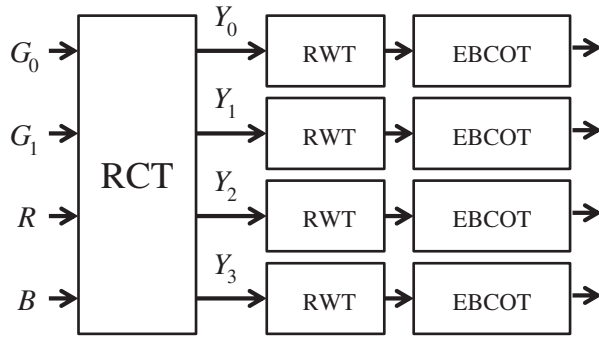 G0 Y0 RWT EBCOT
G1 Y1 RWT EBCOT
RCT
R Y2 RWT EBCOT
B Y3 RWT EBCOT